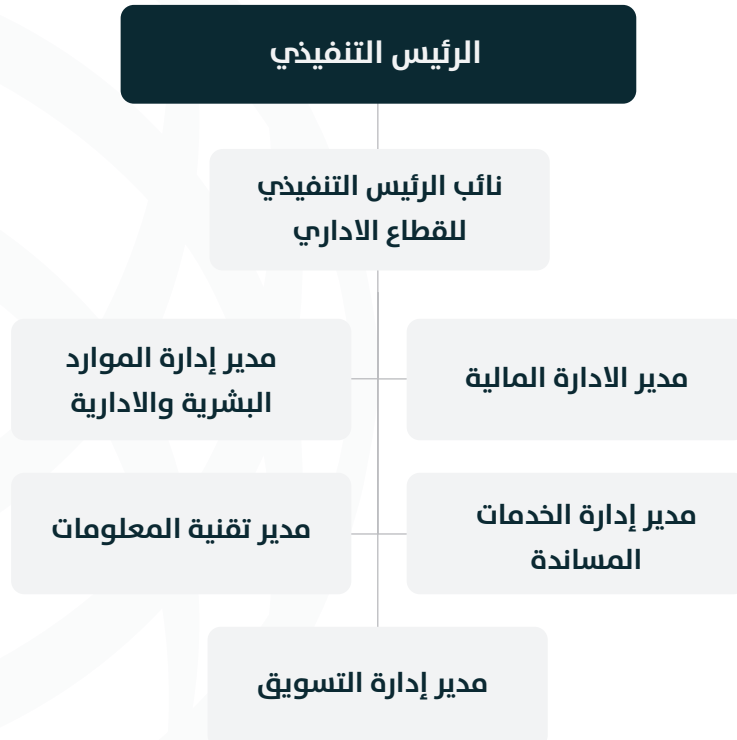 الرئيس التنفيذي
نائب الرئيس التنفيذي
للقطاع الاداري
مدير الادارة المالية
مدير إدارة الموارد
البشرية والادارية
مدير إدارة الخدمات
المساندة
مدير تقنية المعلومات
مدير إدارة التسويق